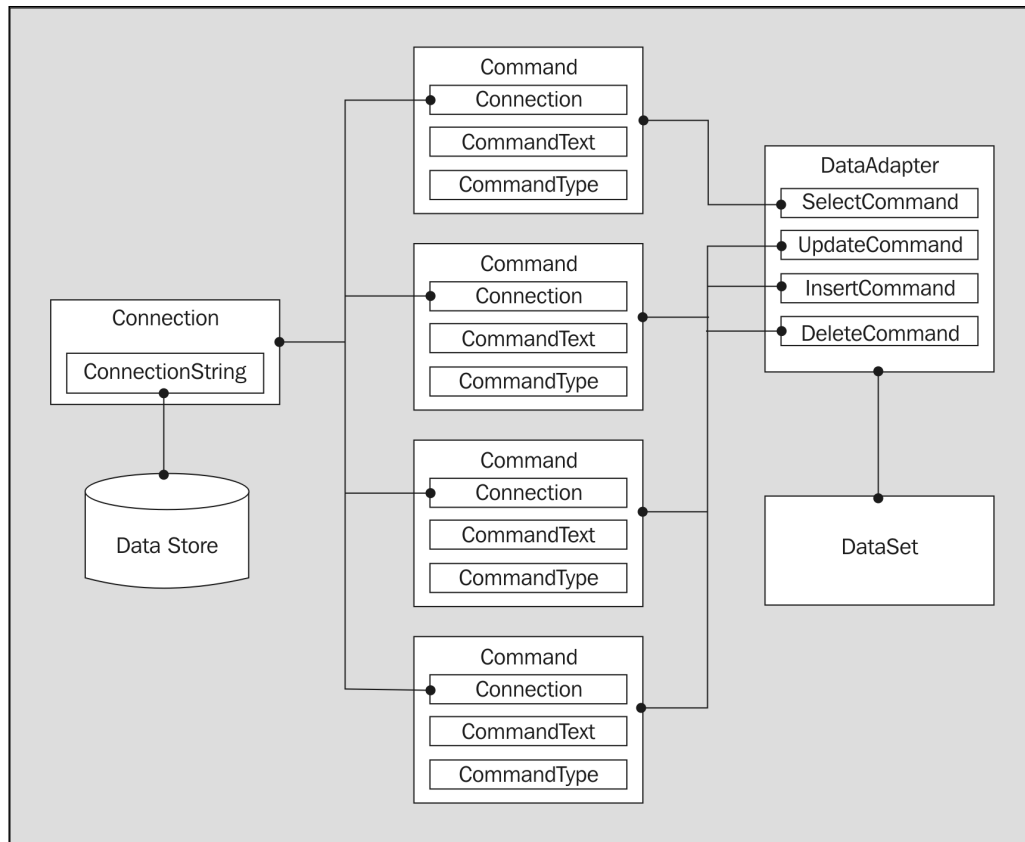 Connection
ConnectionString
Data Store
Command
Connection
CommandText
CommandType
Command
Connection
CommandText
CommandType
Command
Connection
CommandText
CommandType
Command
Connection
CommandText
CommandType
DataAdapter
SelectCommand
UpdateCommand
InsertCommand
DeleteCommand
DataSet